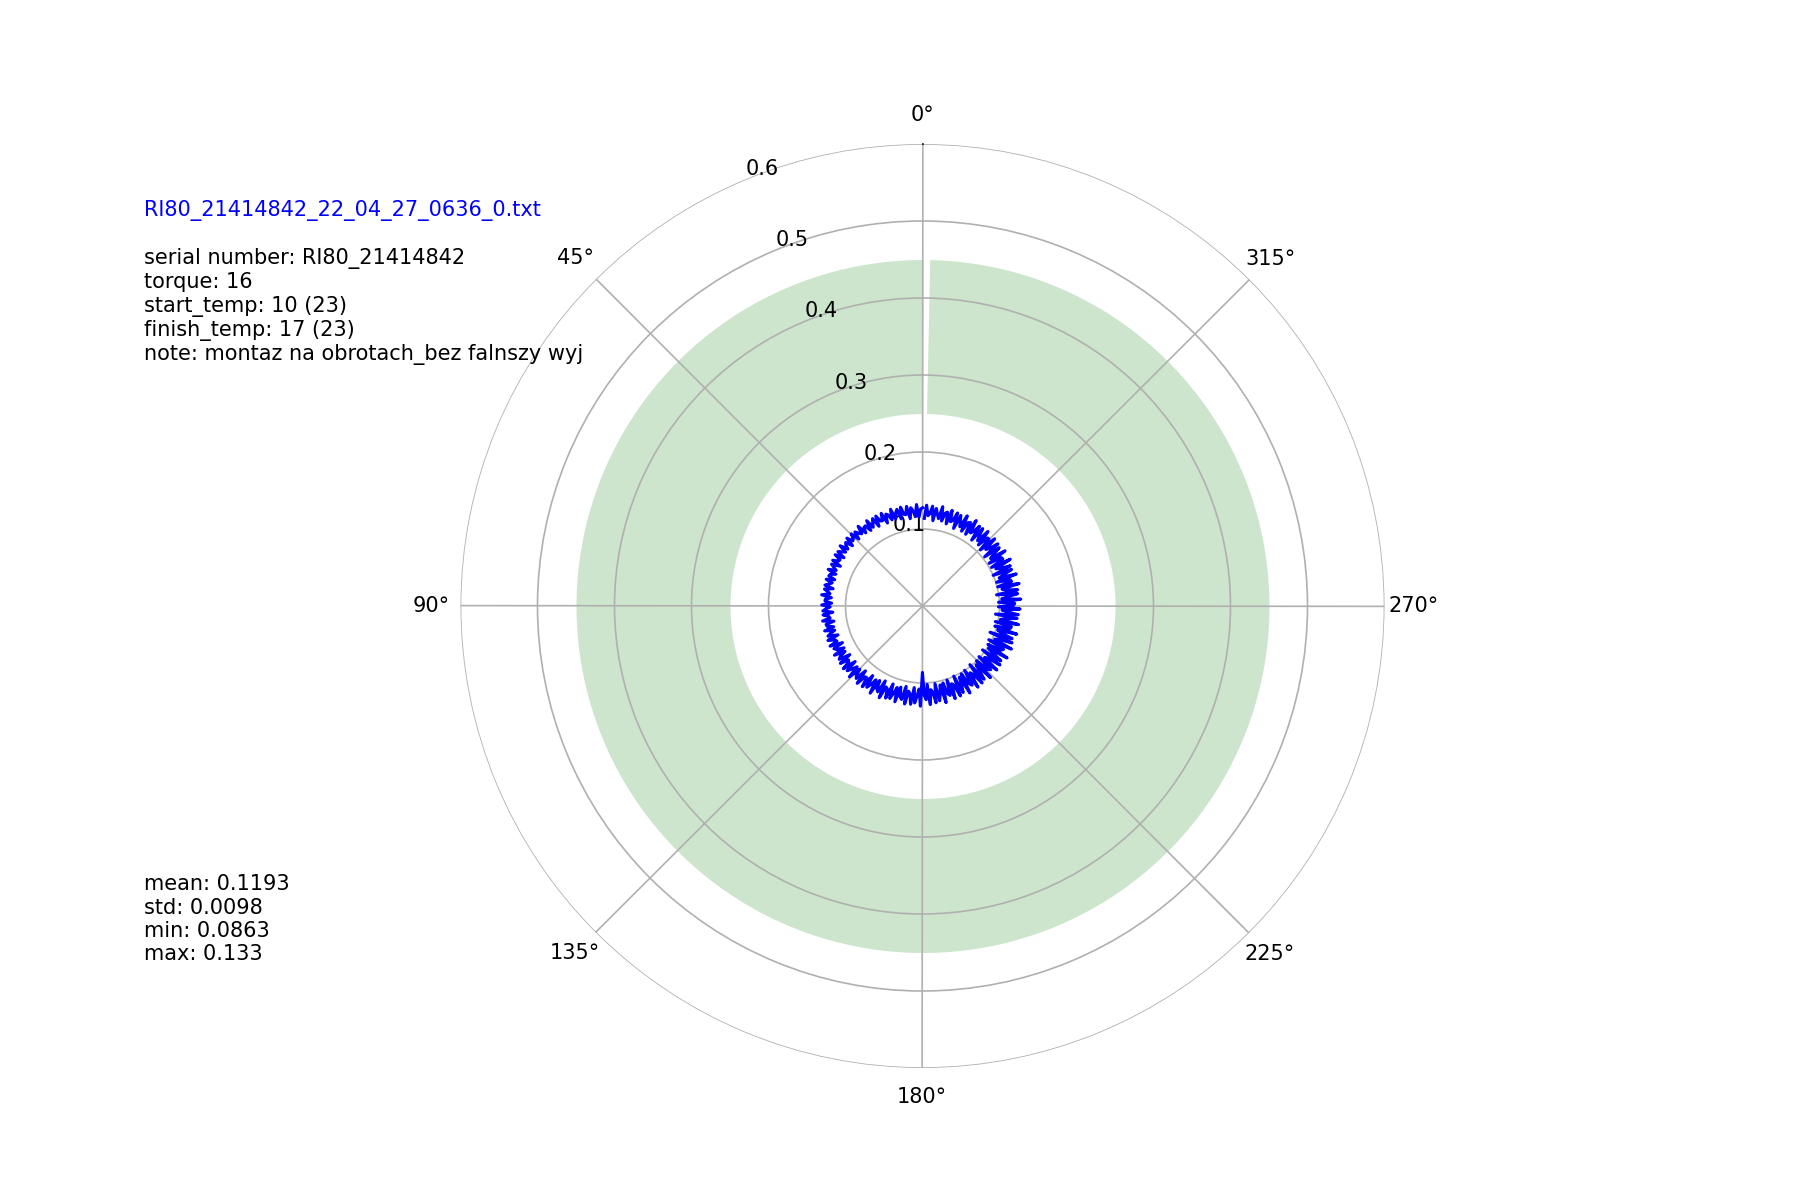 0°
0.6
RI80_21414842_22_04_27_0636_0.txt
0.5
serial number: RI80_21414842
45°
315°
torque: 16
start_temp: 10 (23)
0.4
finish_temp: 17 (23)
note: montaz na obrotach_bez falnszy wyj
0.3
0.2
0.1
90°
270°
mean: 0.1193
std: 0.0098
min: 0.0863
max: 0.133
135°
225°
180°